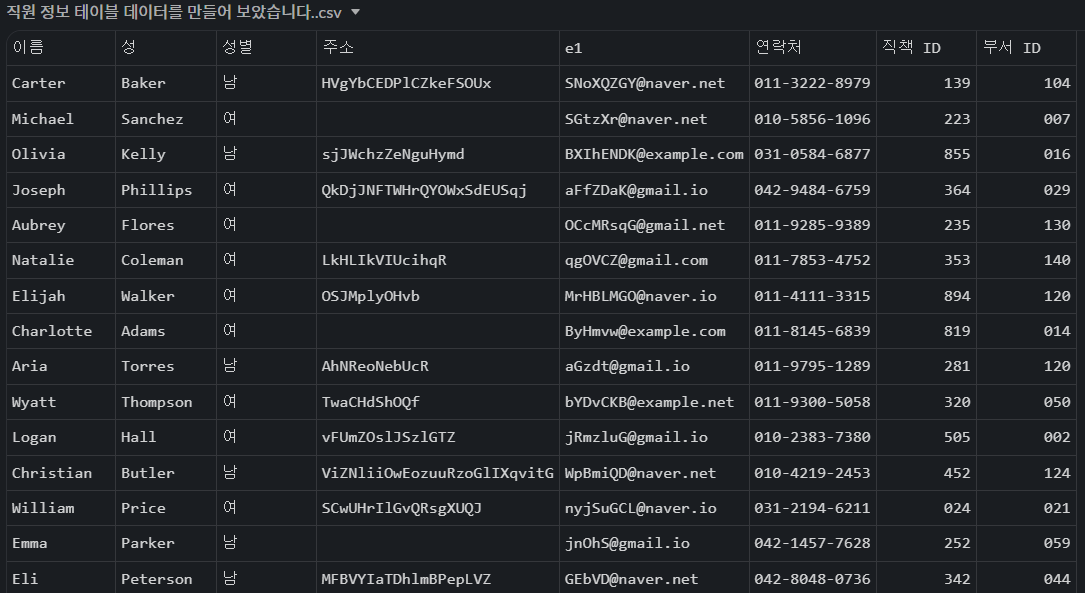 직원 정보 테이블 데이터를 만들어 보았습니다..csv
이름 성 성별 주소 e1 연락처 직책 ID 부서 ID
Carter Baker 남 HVgYbCEDPlCZkeFSOUx SNoXQZGY@naver.net 011-3222-8979 139 104
Michael Sanchez 여 SGtzXr@naver.net 010-5856-1096 223 007
Olivia Kelly 남 sjJWchzZeNguHymd BXIhENDK@example.com 031-0584-6877 855 016
Joseph Phillips 여 QkDjJNFTWHrQYOWxSdEUSqj aFfZDaK@gmail.io 042-9484-6759 364 029
Aubrey Flores 여 OCcMRsqG@gmail.net 011-9285-9389 235 130
Natalie Coleman 여 LkHLIkVIUcihqR qgOVCZ@gmail.com 011-7853-4752 353 140
Elijah Walker 여 OSJMplyOHvb MrHBLMGO@naver.io 011-4111-3315 894 120
Charlotte Adams 여 ByHmvw@example.com 011-8145-6839 819 014
Aria Torres 남 AhNReoNebUcR aGzdt@gmail.io 011-9795-1289 281 120
Wyatt Thompson 여 TwaCHdShOQf bYDvCKB@example.net 011-9300-5058 320 050
Logan Hall 여 vFUmZOslJSzlGTZ jRmzluG@gmail.io 010-2383-7380 505 002
Christian Butler 남 ViZNliiOwEozuuRzoGlIXqvitG WpBmiQD@naver.net 010-4219-2453 452 124
William Price 여 SCwUHrIlGvQRsgXUQJ nyjSuGCL@naver.io 031-2194-6211 024 021
Emma Parker 남 jnOhS@gmail.io 042-1457-7628 252 059
Eli Peterson 남 MFBVYIaTDhlmBPepLVZ GEbVD@naver.net 042-8048-0736 342 044